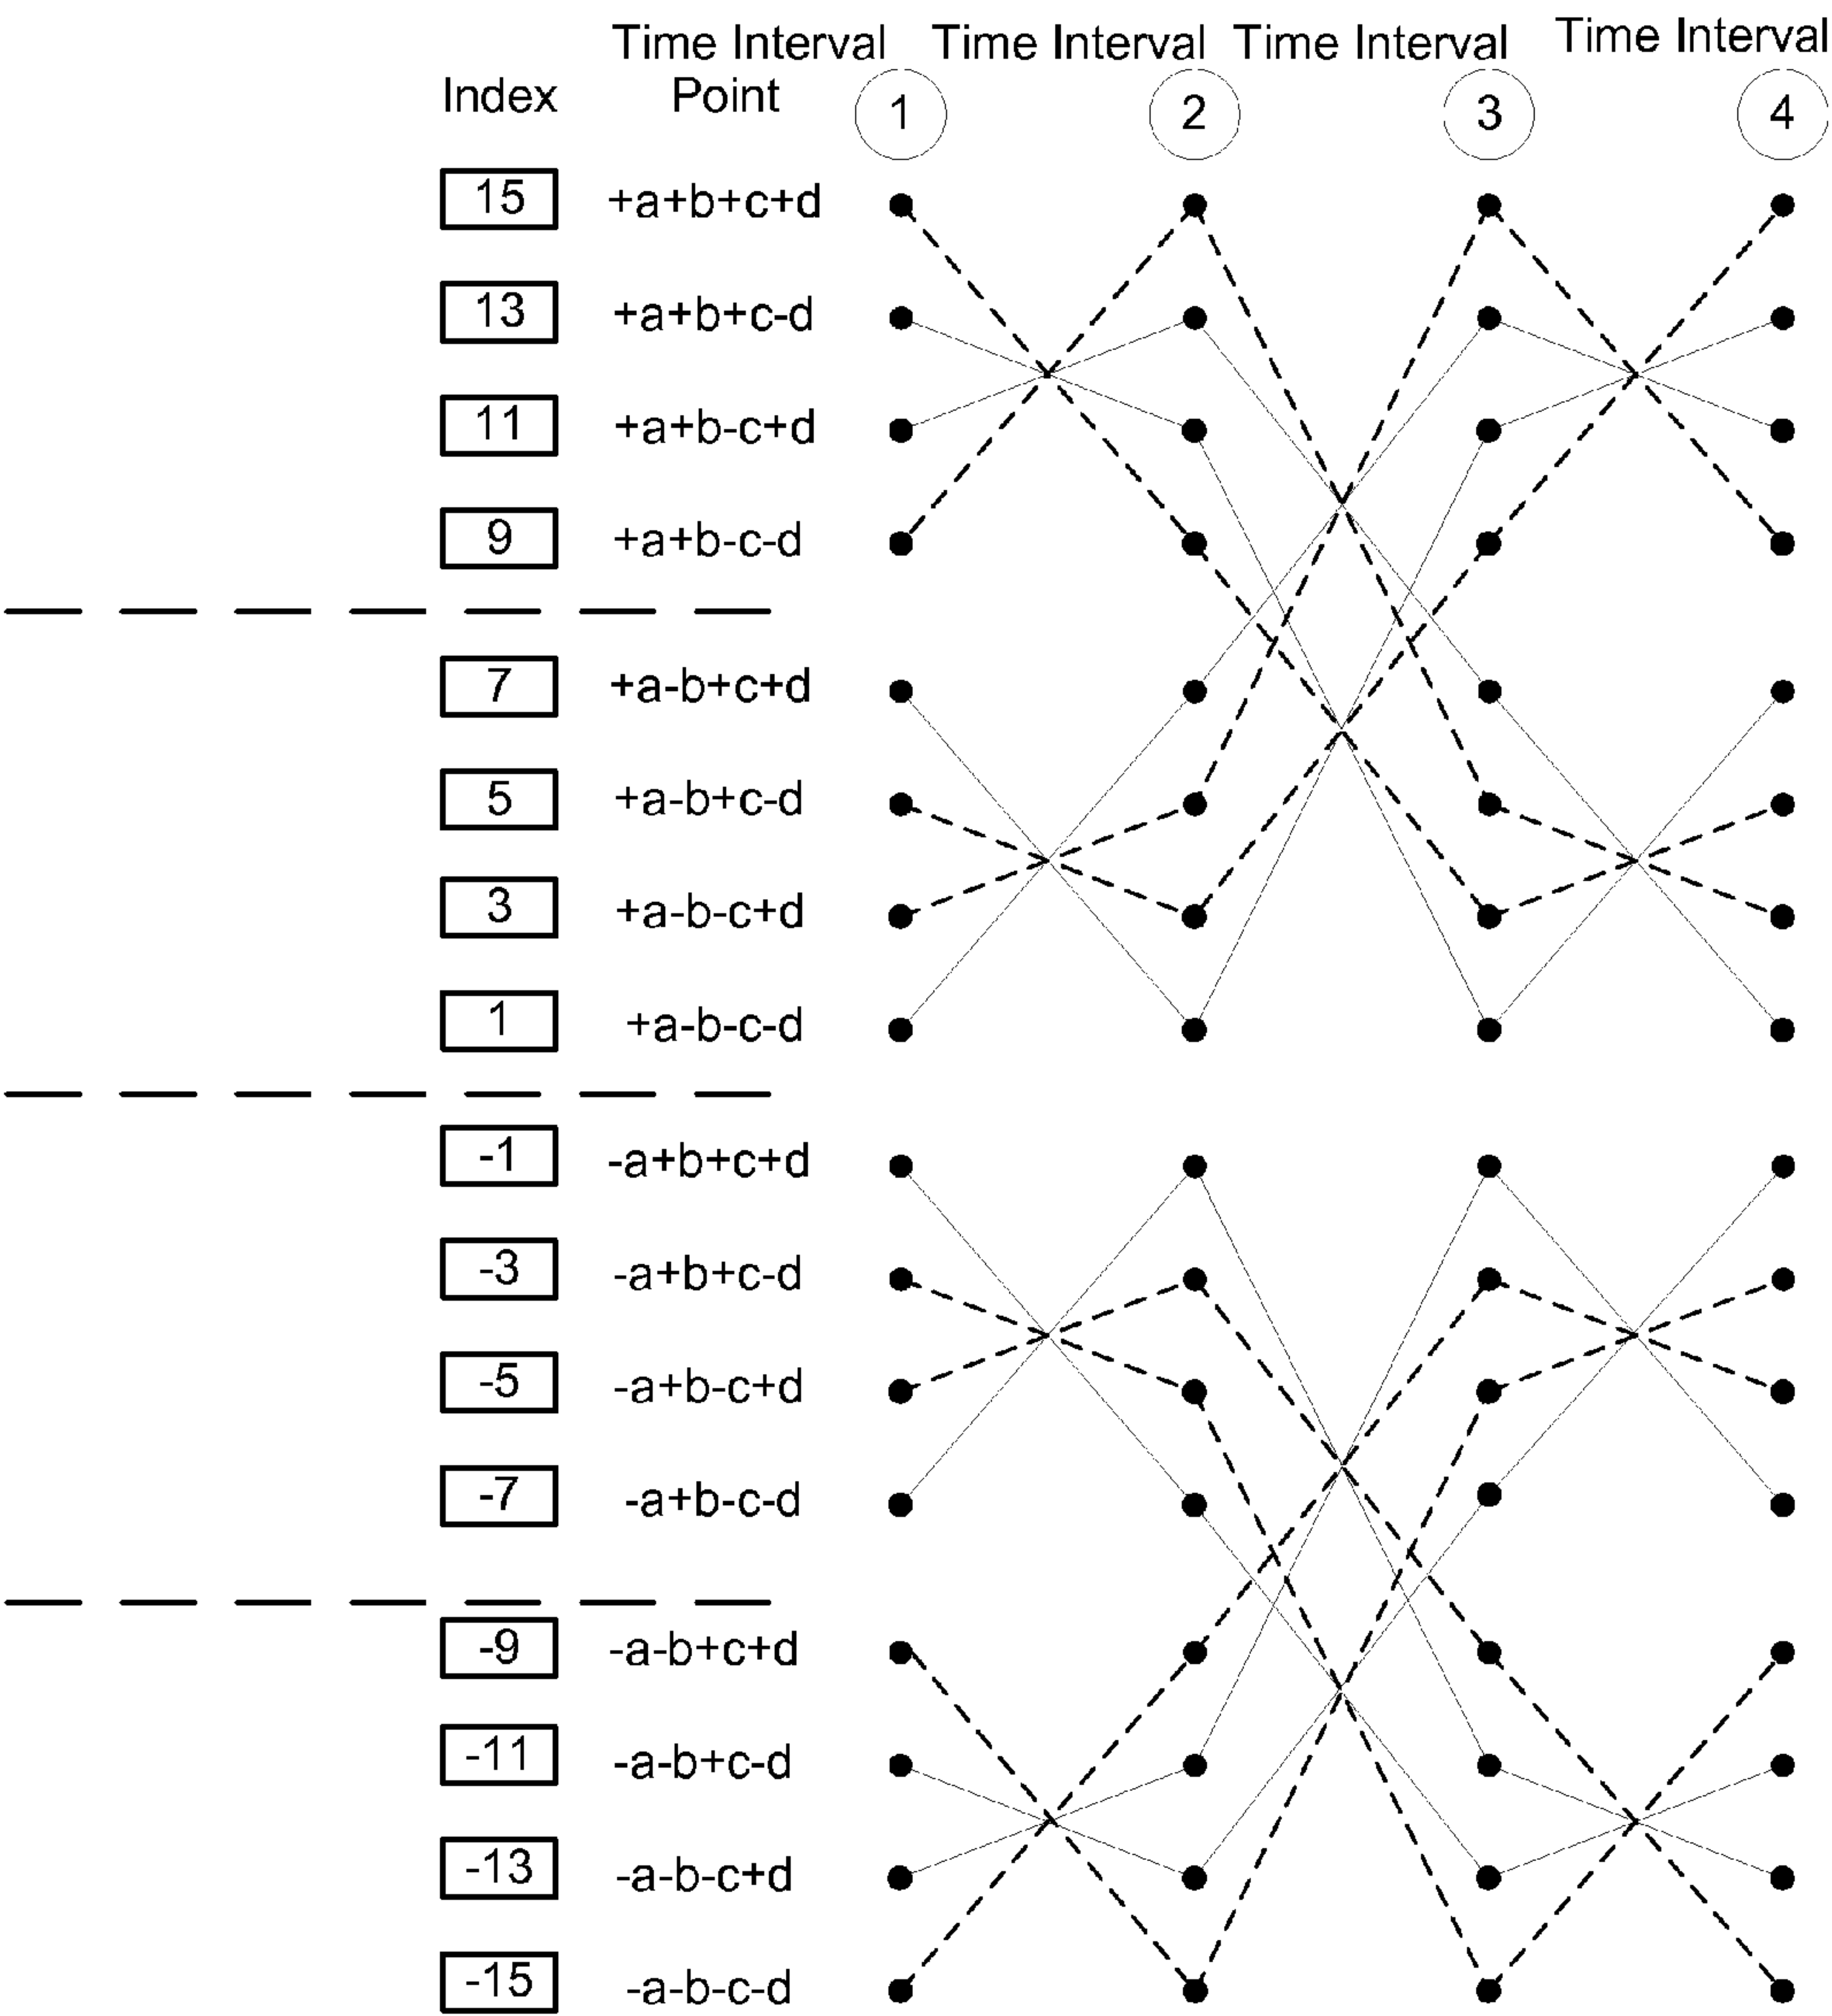 Time Interval Time Interval Time Interval Time Interval
Index Point 1 2 3 4
15 +a+b+c+d
13 +a+b+c-d
11 +a+b-c+d
9 +a+b-c-d
7 +a-b+c+d
5 +a-b+c-d
3 +a-b-c+d
1 +a-b-c-d
-1 -a+b+c+d
-3 -a+b+c-d
-5 -a+b-c+d
-7 -a+b-c-d
-9 -a-b+c+d
-11 -a-b+c-d
-13 -a-b-c+d
-15 -a-b-c-d